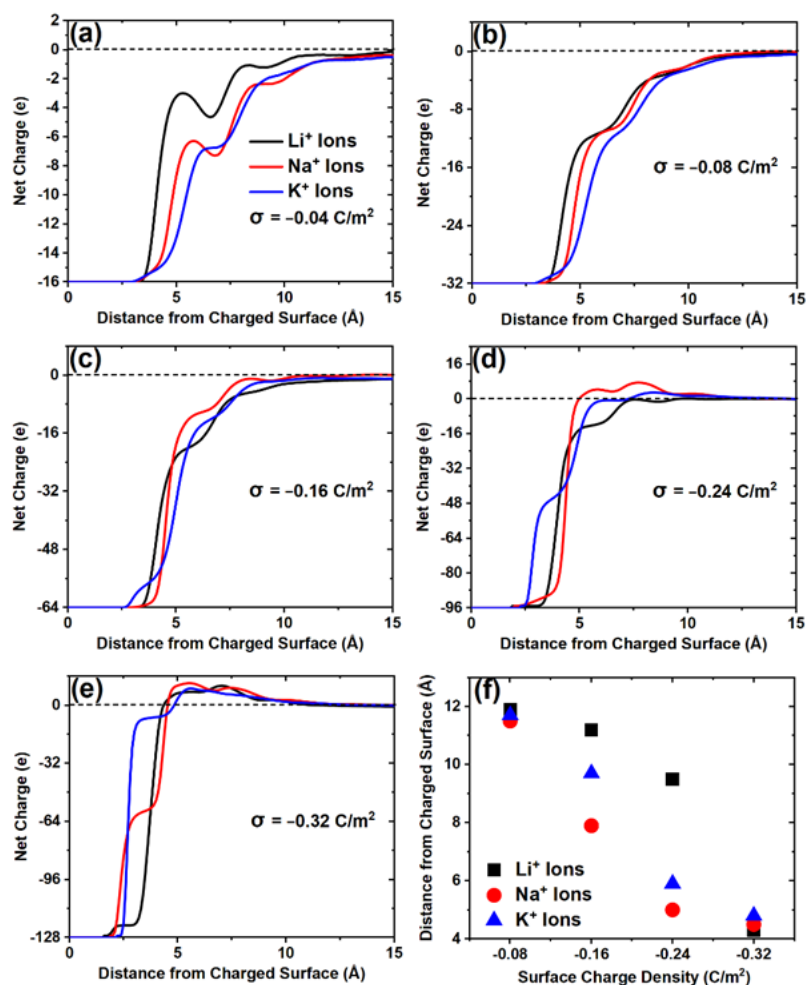 (a)
Net Charge (e)
2
0
-2
-4
-6
-8
-10
-12
-14
-16
Li⁺ Ions
Na⁺ Ions
K⁺ Ions
σ = −0.04 C/m²
0 5 10 15
Distance from Charged Surface (Å)
(b)
Net Charge (e)
0
-8
-16
-24
-32
σ = −0.08 C/m²
0 5 10 15
Distance from Charged Surface (Å)
(c)
Net Charge (e)
0
-16
-32
-48
-64
σ = −0.16 C/m²
0 5 10 15
Distance from Charged Surface (Å)
(d)
Net Charge (e)
16
0
-16
-32
-48
-64
-80
-96
σ = −0.24 C/m²
0 5 10 15
Distance from Charged Surface (Å)
(e)
Net Charge (e)
0
-32
-64
-96
-128
σ = −0.32 C/m²
0 5 10 15
Distance from Charged Surface (Å)
(f)
Distance from Charged Surface (Å)
12
10
8
6
4
Li⁺ Ions
Na⁺ Ions
K⁺ Ions
-0.08 -0.16 -0.24 -0.32
Surface Charge Density (C/m²)